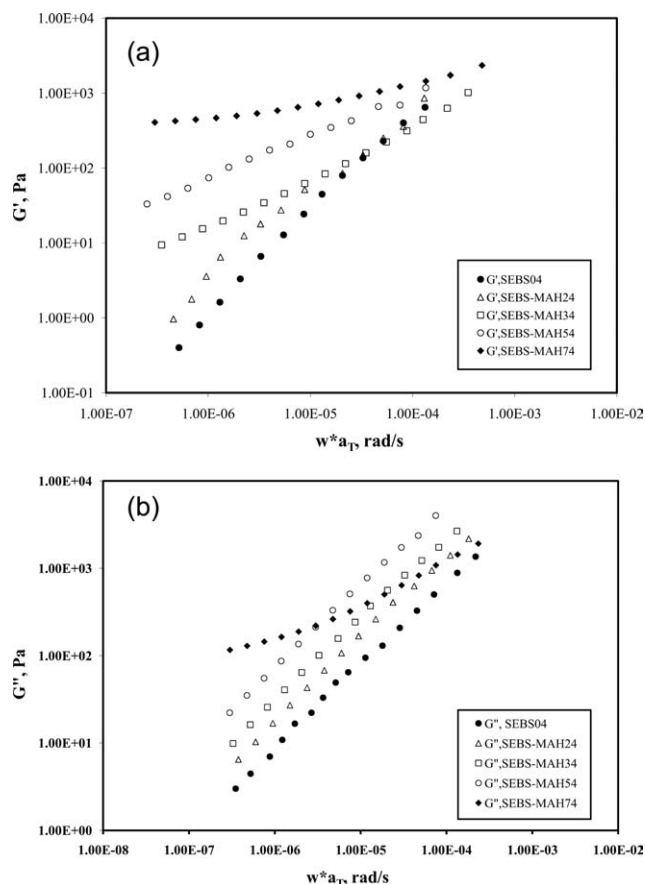 (a)
1.00E+04
1.00E+03
1.00E+02
1.00E+01
1.00E+00
1.00E-01
G', Pa
1.00E-07 1.00E-06 1.00E-05 1.00E-04 1.00E-03 1.00E-02
w*aT, rad/s
G',SEBS04
G',SEBS-MAH24
G',SEBS-MAH34
G',SEBS-MAH54
G',SEBS-MAH74
(b)
1.00E+04
1.00E+03
1.00E+02
1.00E+01
1.00E+00
G", Pa
1.00E-08 1.00E-07 1.00E-06 1.00E-05 1.00E-04 1.00E-03 1.00E-02
w*aT, rad/s
G", SEBS04
G",SEBS-MAH24
G",SEBS-MAH34
G",SEBS-MAH54
G",SEBS-MAH74